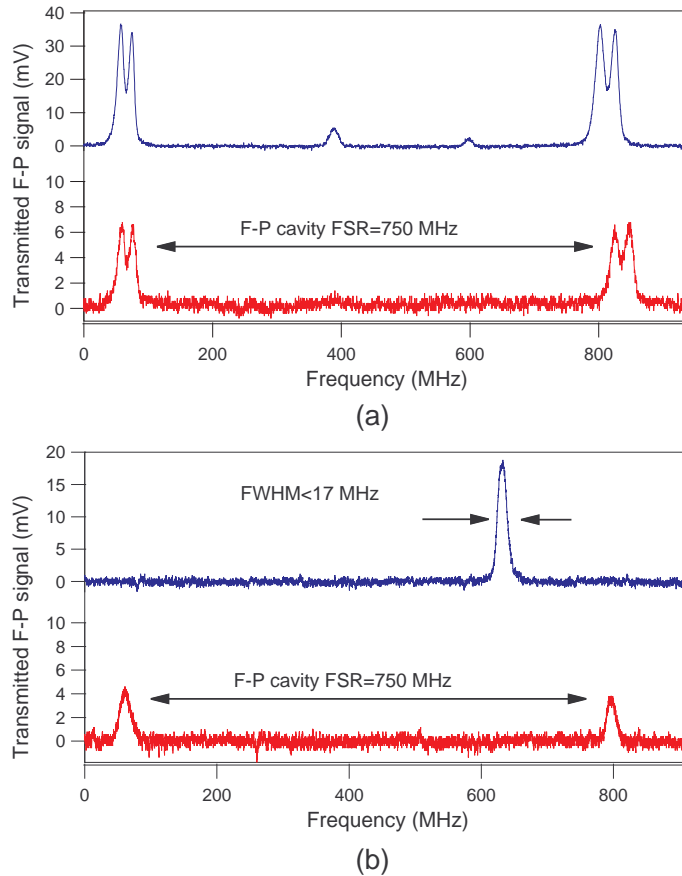 40
30
20
10
0
10
8
6
4
2
0
Transmitted F-P signal (mV)
F-P cavity FSR=750 MHz
0 200 400 600 800
Frequency (MHz)
(a)
20
15
10
5
0
10
8
6
4
2
0
Transmitted F-P signal (mV)
FWHM<17 MHz
F-P cavity FSR=750 MHz
0 200 400 600 800
Frequency (MHz)
(b)